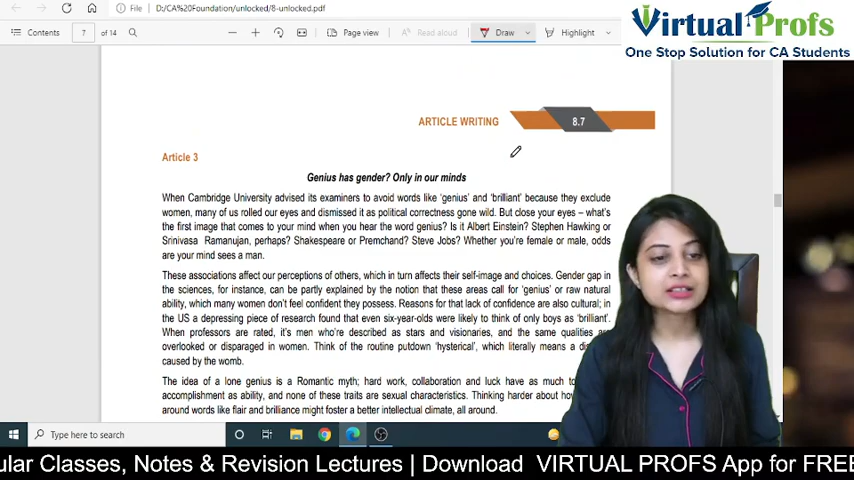 File
D:/CA%20Foundation/unlocked/8-unlocked.pdf
Virtual Profs
One Stop Solution for CA Students
Contents
7 of 14
Page view
Read aloud
Draw
Highlight
ARTICLE WRITING 8.7
Article 3
Genius has gender? Only in our minds
When Cambridge University advised its examiners to avoid words like 'genius' and 'brilliant' because they exclude
women, many of us rolled our eyes and dismissed it as political correctness gone wild. But close your eyes – what's
the first image that comes to your mind when you hear the word genius? Is it Albert Einstein? Stephen Hawking or
Srinivasa Ramanujan, perhaps? Shakespeare or Premchand? Steve Jobs? Whether you're female or male, odds
are your mind sees a man.
These associations affect our perceptions of others, which in turn affects their self-image and choices. Gender gap in
the sciences, for instance, can be partly explained by the notion that these areas call for 'genius' or raw natural
ability, which many women don't feel confident they possess. Reasons for that lack of confidence are also cultural; in
the US a depressing piece of research found that even six-year-olds were likely to think of only boys as 'brilliant'.
When professors are rated, it's men who're described as stars and visionaries, and the same qualities are
overlooked or disparaged in women. Think of the routine putdown 'hysterical', which literally means a
caused by the womb.
The idea of a lone genius is a Romantic myth; hard work, collaboration and luck have as much to
accomplishment as ability, and none of these traits are sexual characteristics. Thinking harder about
around words like flair and brilliance might foster a better intellectual climate, all around.
Type here to search
ular Classes, Notes & Revision Lectures | Download VIRTUAL PROFS App for FREE